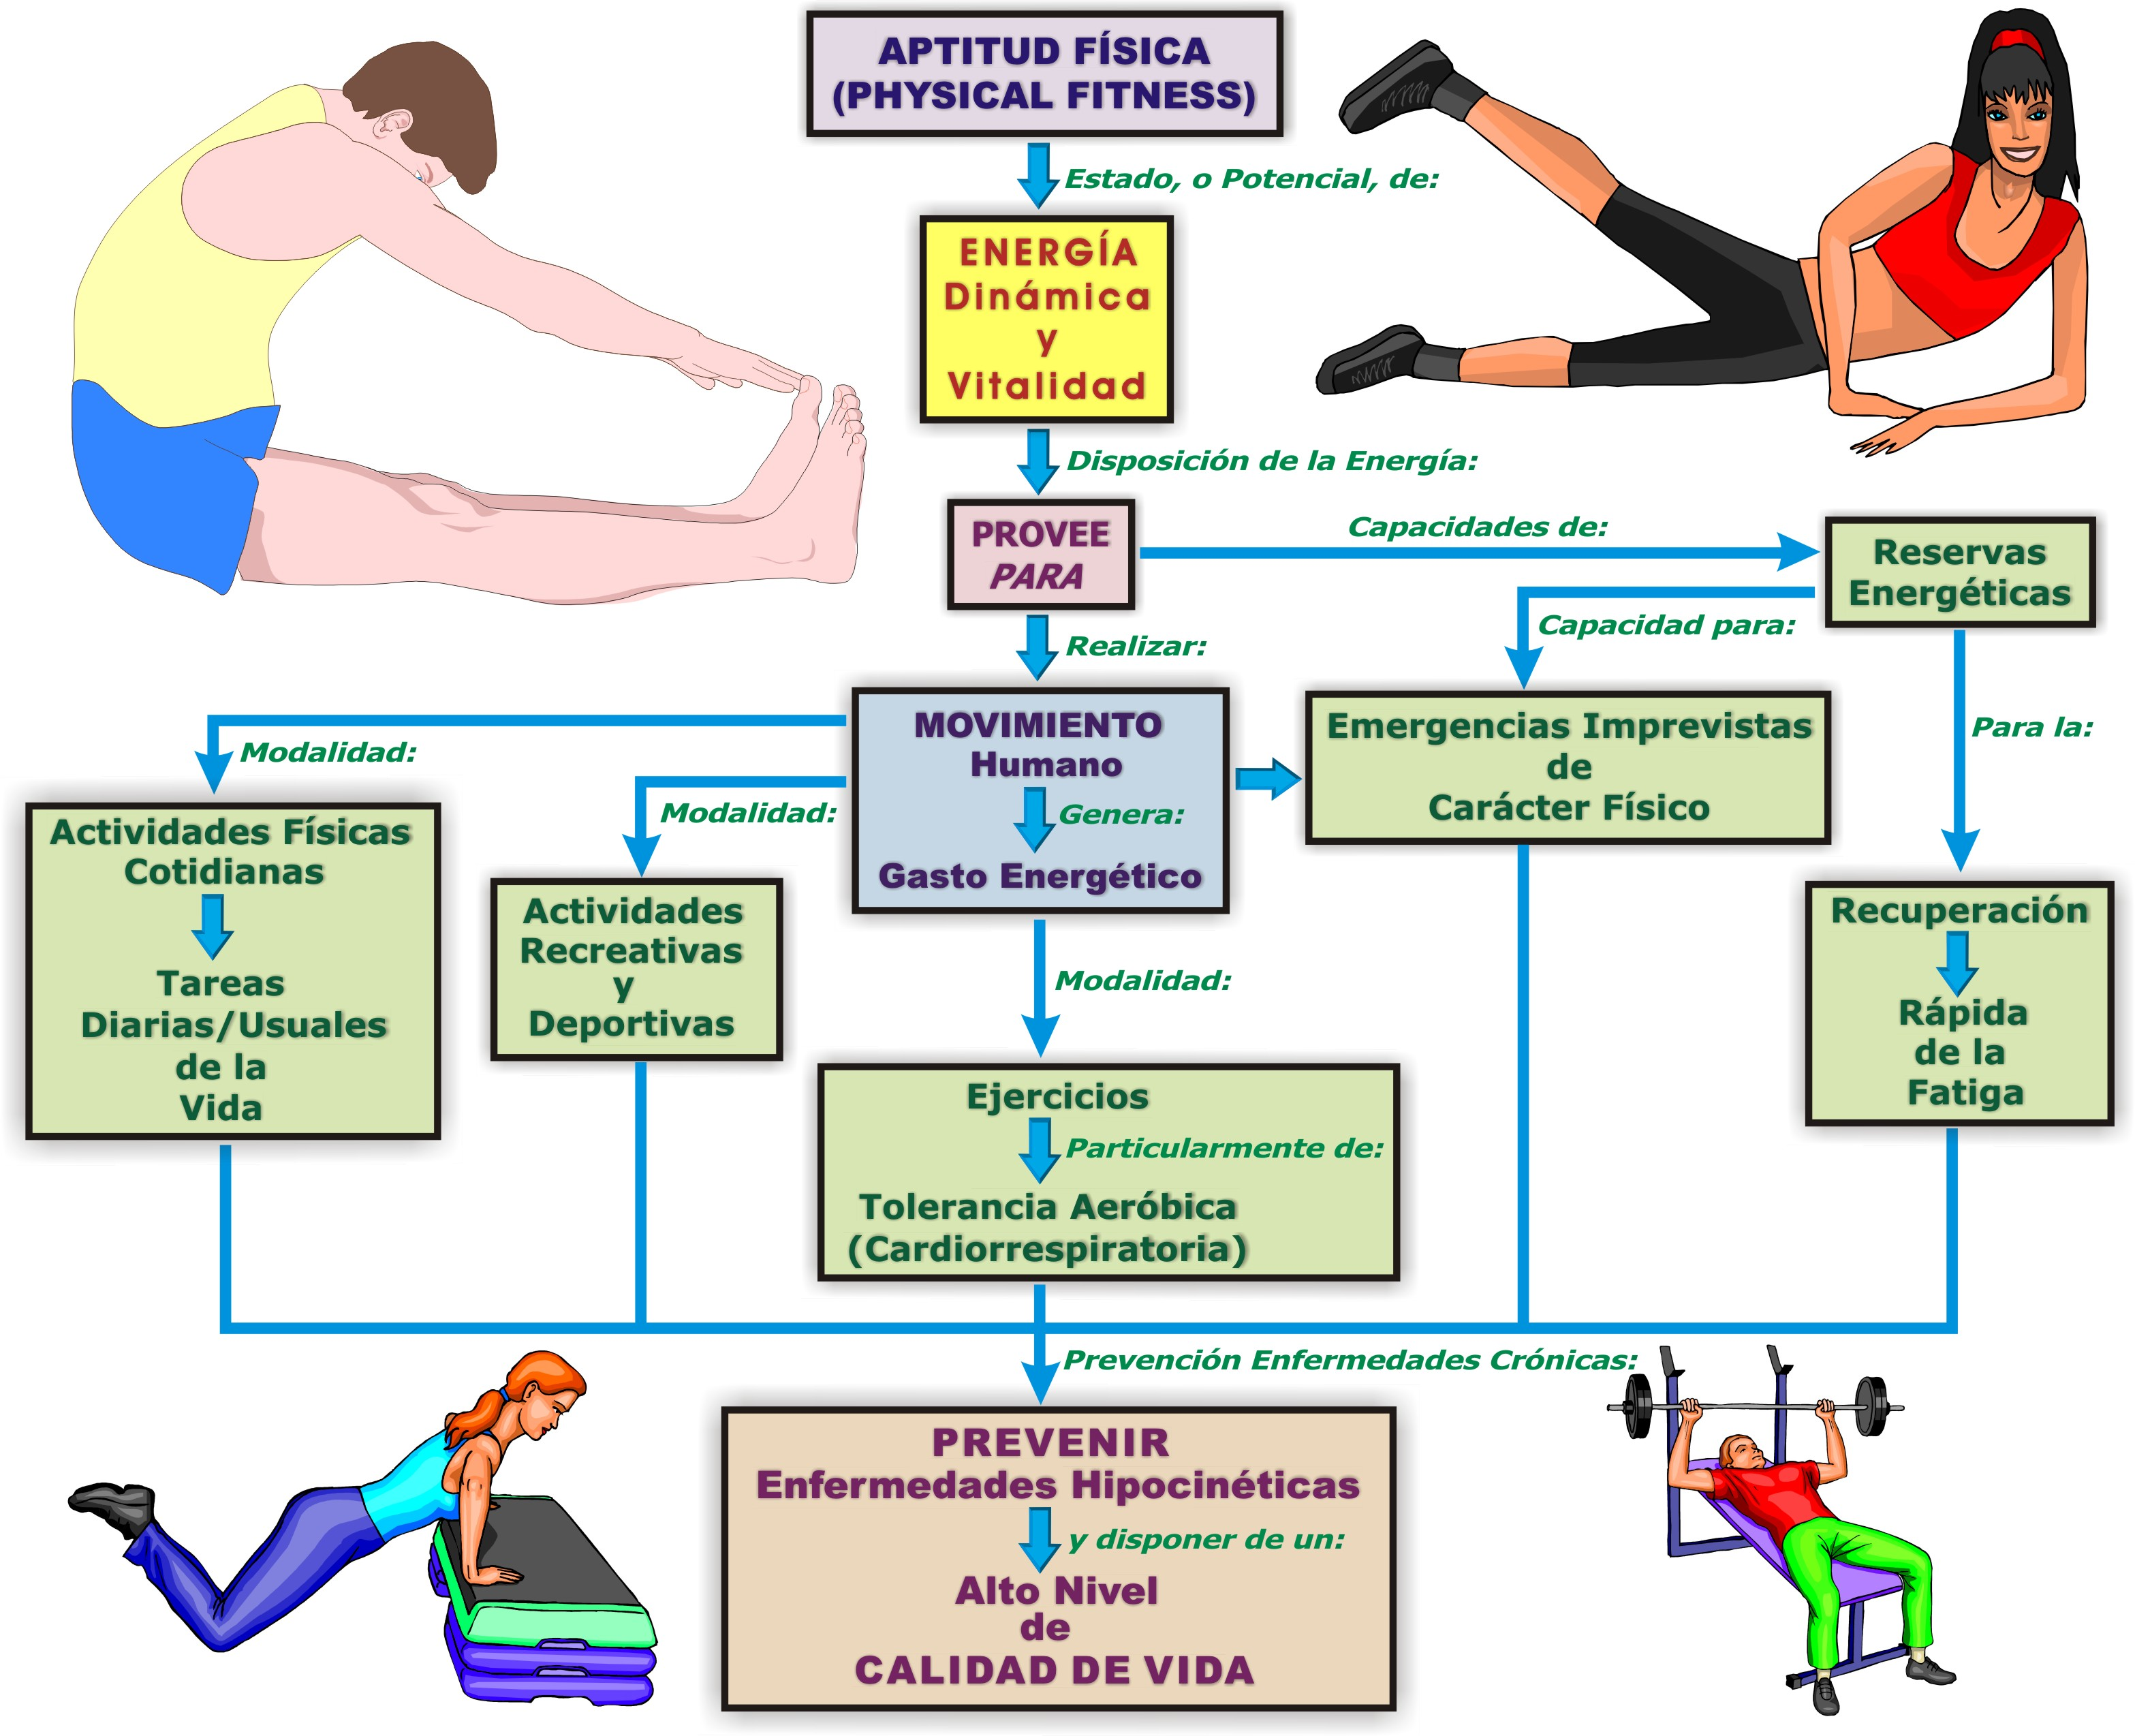 APTITUD FÍSICA
(PHYSICAL FITNESS)
Estado, o Potencial, de:
ENERGÍA
Dinámica
y
Vitalidad
Disposición de la Energía:
PROVEE
PARA
Capacidades de:
Reservas
Energéticas
Capacidad para:
Realizar:
MOVIMIENTO
Humano
Genera:
Gasto Energético
Emergencias Imprevistas
de
Carácter Físico
Para la:
Modalidad:
Modalidad:
Actividades Físicas
Cotidianas
Tareas
Diarias/Usuales
de la
Vida
Actividades
Recreativas
y
Deportivas
Modalidad:
Recuperación
Rápida
de la
Fatiga
Ejercicios
Particularmente de:
Tolerancia Aeróbica
(Cardiorrespiratoria)
Prevención Enfermedades Crónicas:
PREVENIR
Enfermedades Hipocinéticas
y disponer de un:
Alto Nivel
de
CALIDAD DE VIDA